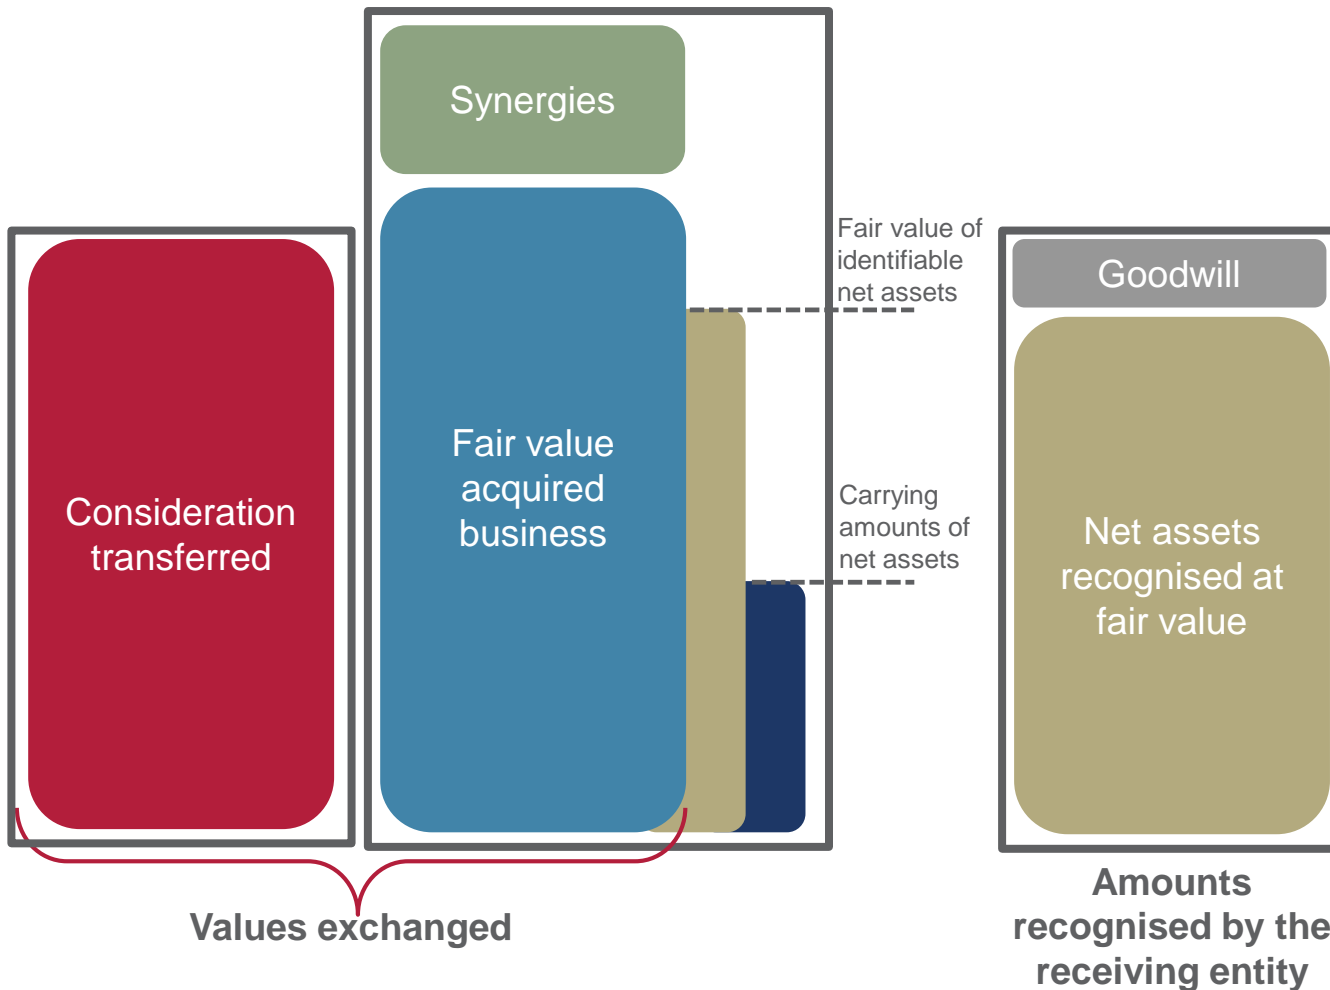 Synergies
Consideration
transferred
Fair value
acquired
business
Fair value of
identifiable
net assets
Carrying
amounts of
net assets
Goodwill
Net assets
recognised at
fair value
Values exchanged
Amounts
recognised by the
receiving entity